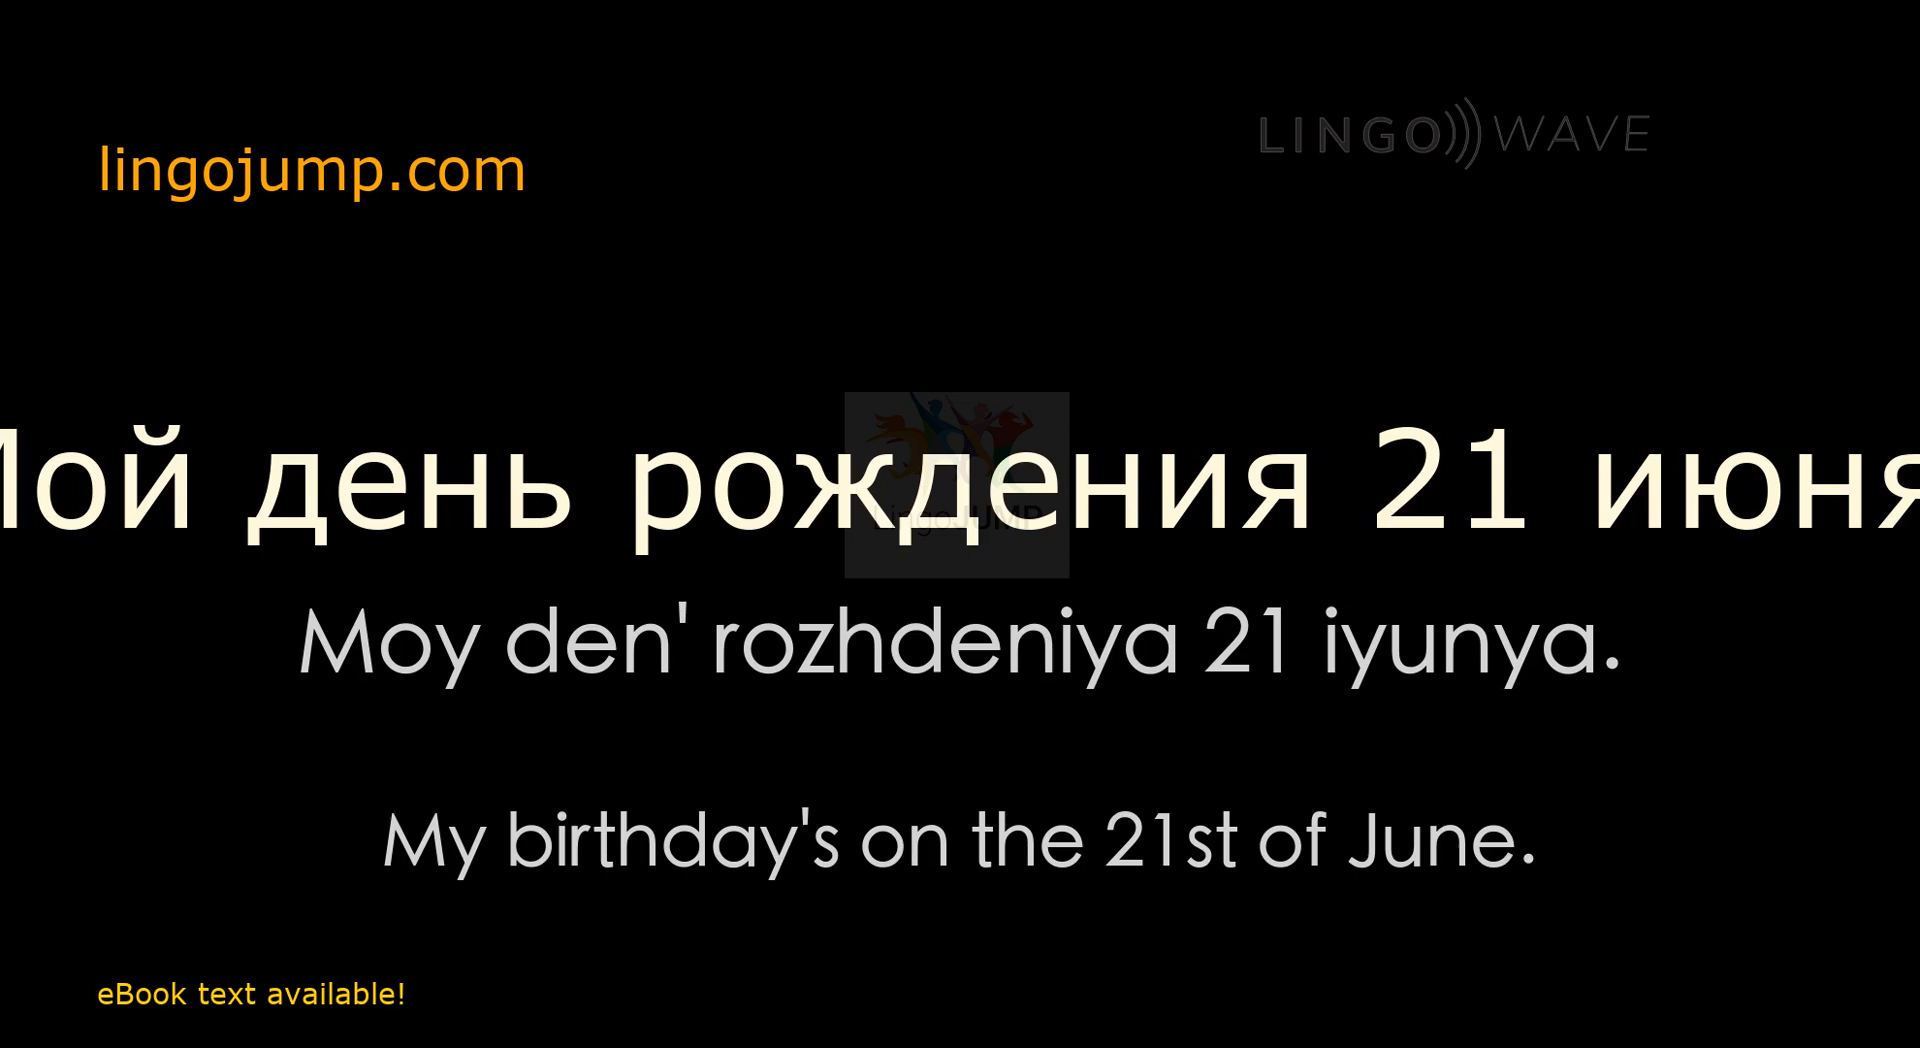 lingojump.com
LINGO WAVE
Мой день рождения 21 июня
LingoJUMP
Moy den' rozhdeniya 21 iyunya.
My birthday's on the 21st of June.
eBook text available!